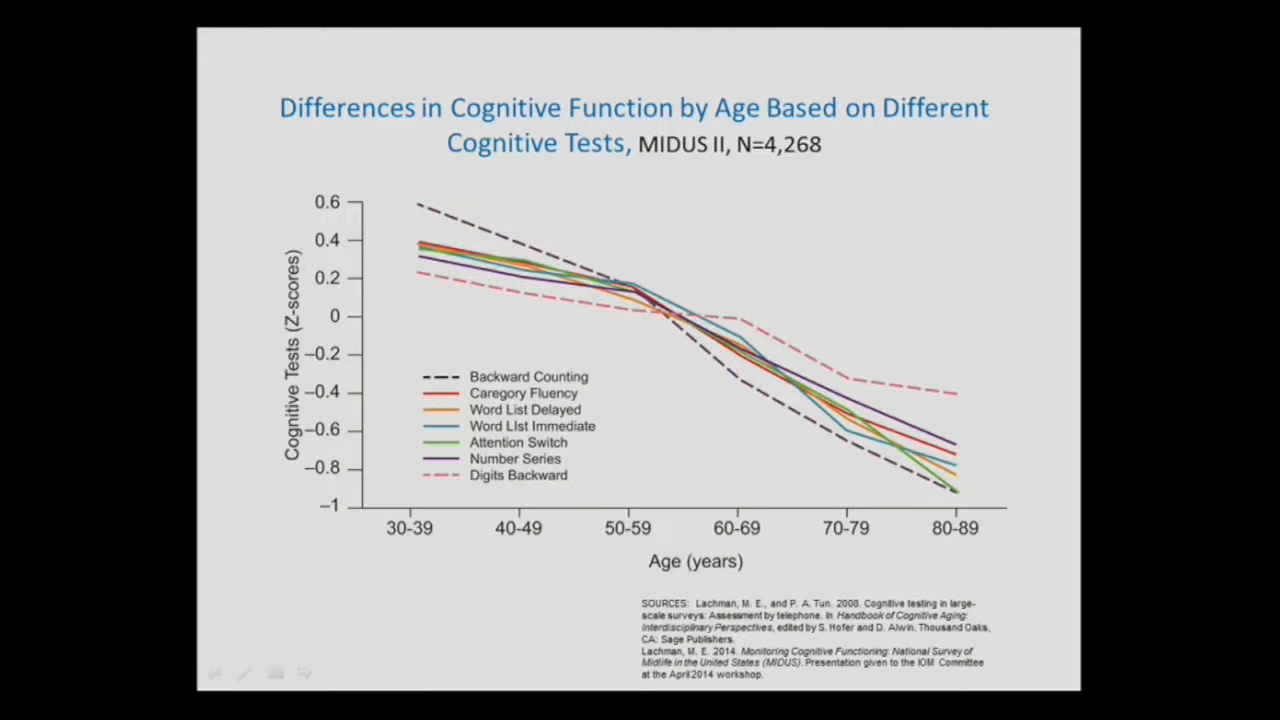 Differences in Cognitive Function by Age Based on Different
Cognitive Tests, MIDUS II, N=4,268
Cognitive Tests (Z-scores)
0.6
0.4
0.2
0
–0.2
–0.4
–0.6
–0.8
–1
Backward Counting
Caregory Fluency
Word List Delayed
Word LIst Immediate
Attention Switch
Number Series
Digits Backward
30-39 40-49 50-59 60-69 70-79 80-89
Age (years)
SOURCES: Lachman, M. E., and P. A. Tun. 2008. Cognitive testing in large-
scale surveys: Assessment by telephone. In Handbook of Cognitive Aging:
Interdisciplinary Perspectives, edited by S. Hofer and D. Alwin. Thousand Oaks,
CA: Sage Publishers.
Lachman, M. E. 2014. Monitoring Cognitive Functioning: National Survey of
Midlife in the United States (MIDUS). Presentation given to the IOM Committee
at the April 2014 workshop.